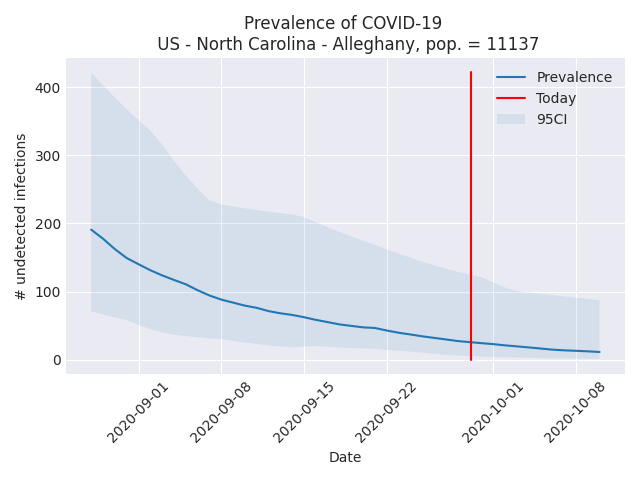 Prevalence of COVID-19
US - North Carolina - Alleghany, pop. = 11137
Prevalence
Today
95CI
# undetected infections
400
300
200
100
0
2020-09-01
2020-09-08
2020-09-15
2020-09-22
2020-10-01
2020-10-08
Date